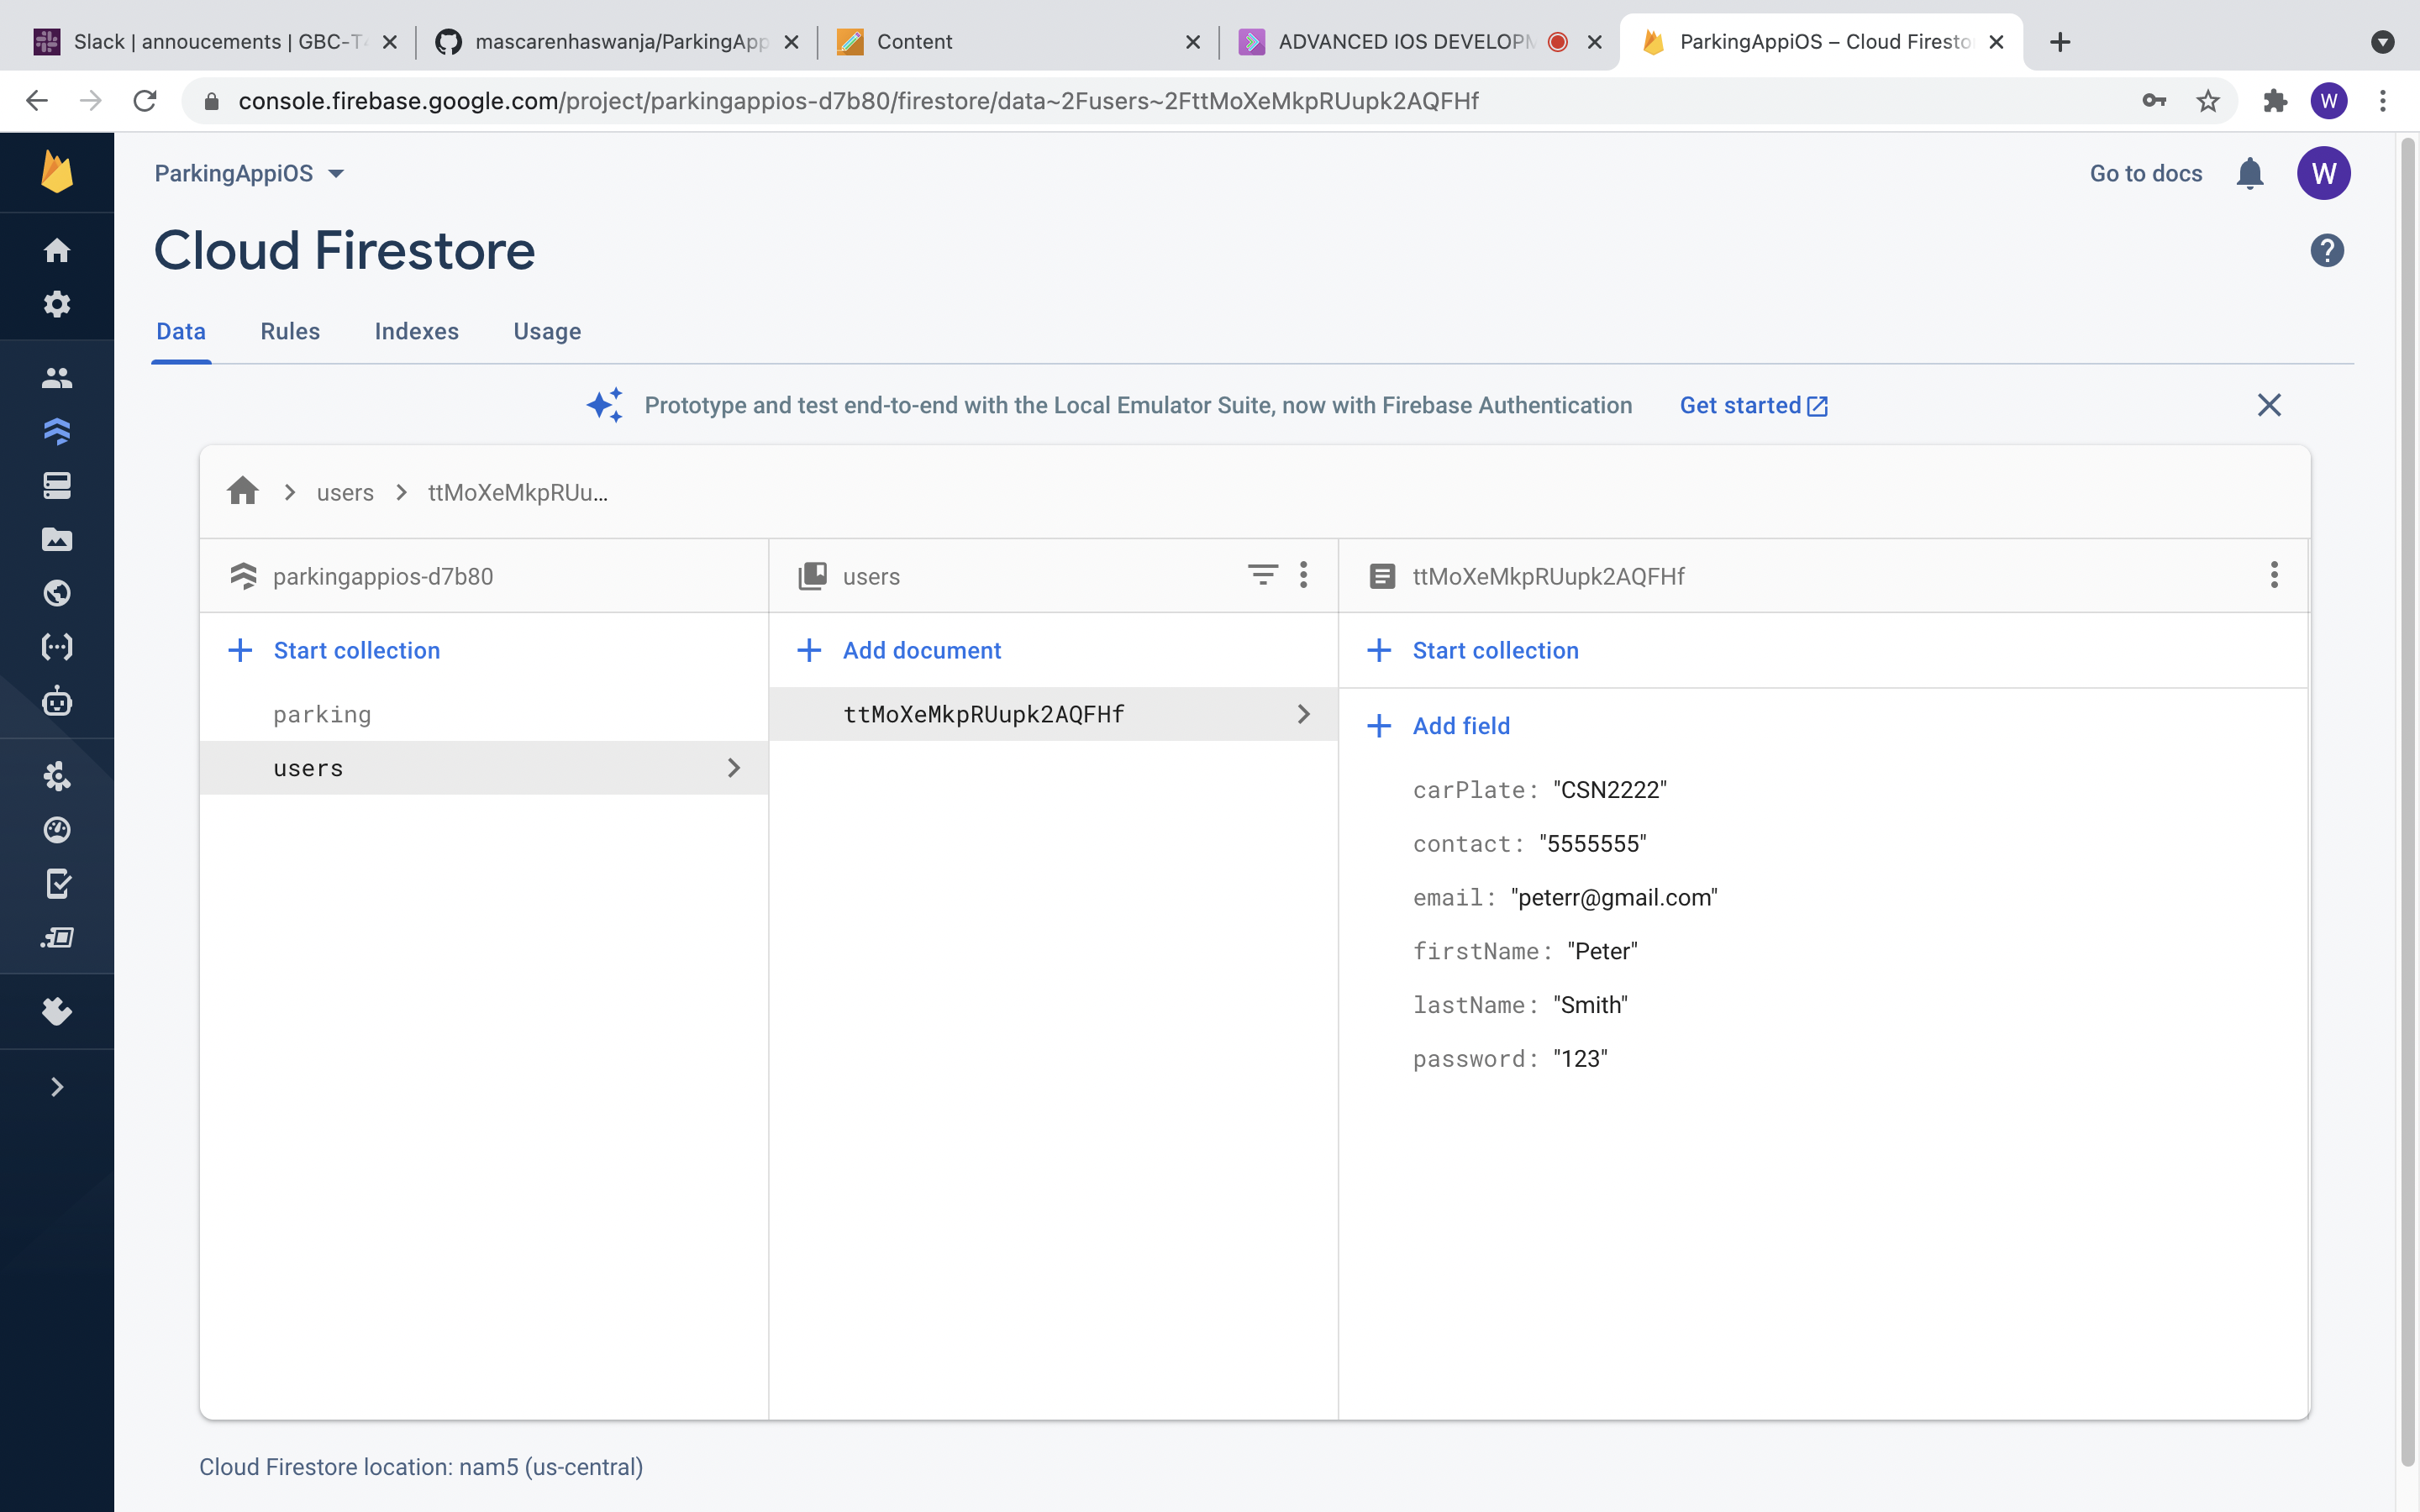 Slack | annoucements | GBC-T
mascarenhaswanja/ParkingApp
Content
ADVANCED IOS DEVELOPM
ParkingAppiOS – Cloud Firesto
console.firebase.google.com/project/parkingappios-d7b80/firestore/data~2Fusers~2FttMoXeMkpRUupk2AQFHf
W
ParkingAppiOS
Go to docs
W
Cloud Firestore
Data
Rules
Indexes
Usage
Prototype and test end-to-end with the Local Emulator Suite, now with Firebase Authentication
Get started
users
ttMoXeMkpRUu...
parkingappios-d7b80
users
ttMoXeMkpRUupk2AQFHf
Start collection
Add document
Start collection
parking
ttMoXeMkpRUupk2AQFHf
Add field
users
carPlate: "CSN2222"
contact: "5555555"
email: "peterr@gmail.com"
firstName: "Peter"
lastName: "Smith"
password: "123"
Cloud Firestore location: nam5 (us-central)